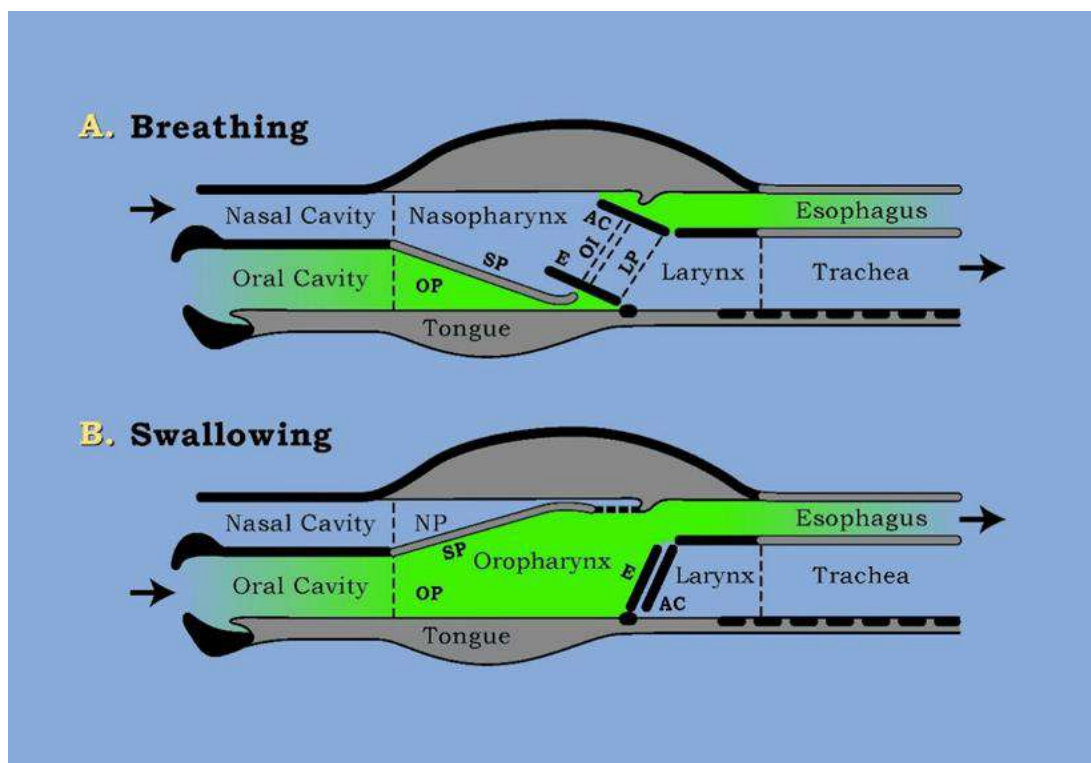 A. Breathing
Nasal Cavity Nasopharynx AC OI E LP Esophagus
Oral Cavity OP SP Larynx Trachea
Tongue
B. Swallowing
Nasal Cavity NP SP Esophagus
Oral Cavity OP Oropharynx E AC Larynx Trachea
Tongue